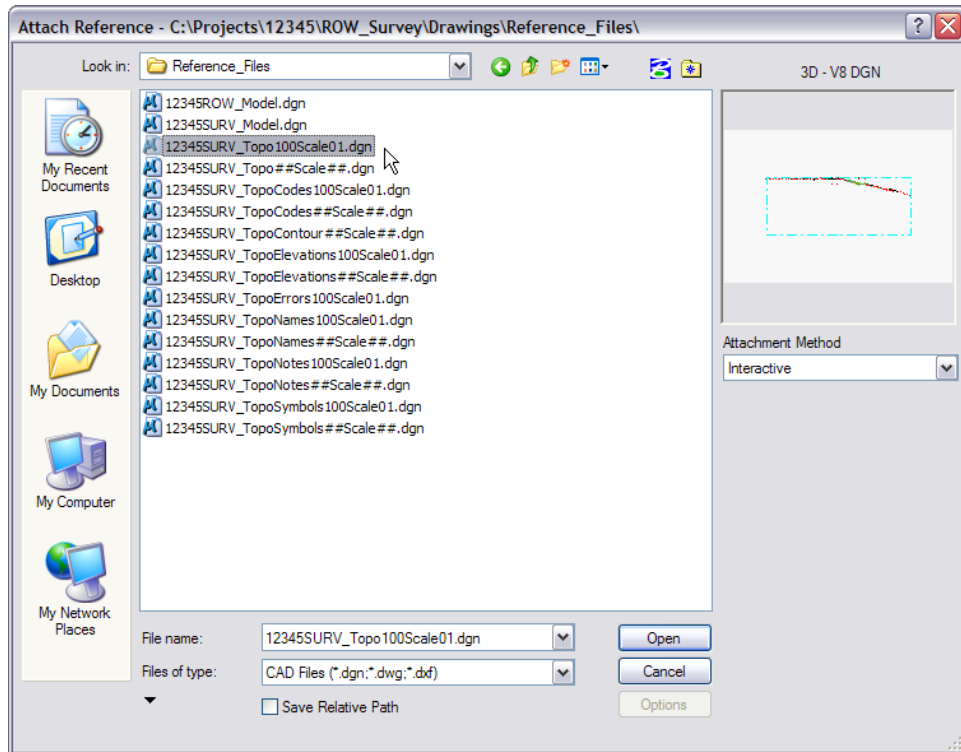 Attach Reference - C:\Projects\12345\ROW_Survey\Drawings\Reference_Files\
Look in:
Reference_Files
3D - V8 DGN
My Recent
Documents
Desktop
My Documents
My Computer
My Network
Places
12345ROW_Model.dgn
12345SURV_Model.dgn
12345SURV_Topo100Scale01.dgn
12345SURV_Topo##Scale##.dgn
12345SURV_TopoCodes100Scale01.dgn
12345SURV_TopoCodes##Scale##.dgn
12345SURV_TopoContour##Scale##.dgn
12345SURV_TopoElevations100Scale01.dgn
12345SURV_TopoElevations##Scale##.dgn
12345SURV_TopoErrors100Scale01.dgn
12345SURV_TopoNames100Scale01.dgn
12345SURV_TopoNames##Scale##.dgn
12345SURV_TopoNotes100Scale01.dgn
12345SURV_TopoNotes##Scale##.dgn
12345SURV_TopoSymbols100Scale01.dgn
12345SURV_TopoSymbols##Scale##.dgn
Attachment Method
Interactive
File name:
12345SURV_Topo100Scale01.dgn
Open
Files of type:
CAD Files (*.dgn;*.dwg;*.dxf)
Cancel
Save Relative Path
Options